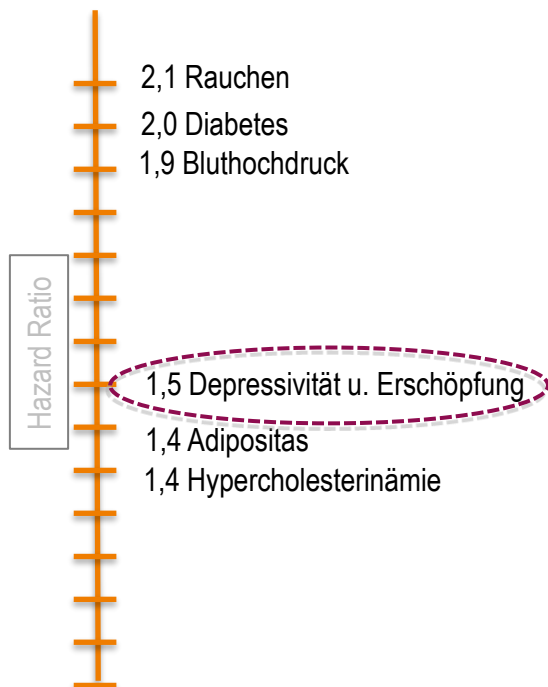 2,1 Rauchen
2,0 Diabetes
1,9 Bluthochdruck
Hazard Ratio
1,5 Depressivität u. Erschöpfung
1,4 Adipositas
1,4 Hypercholesterinämie